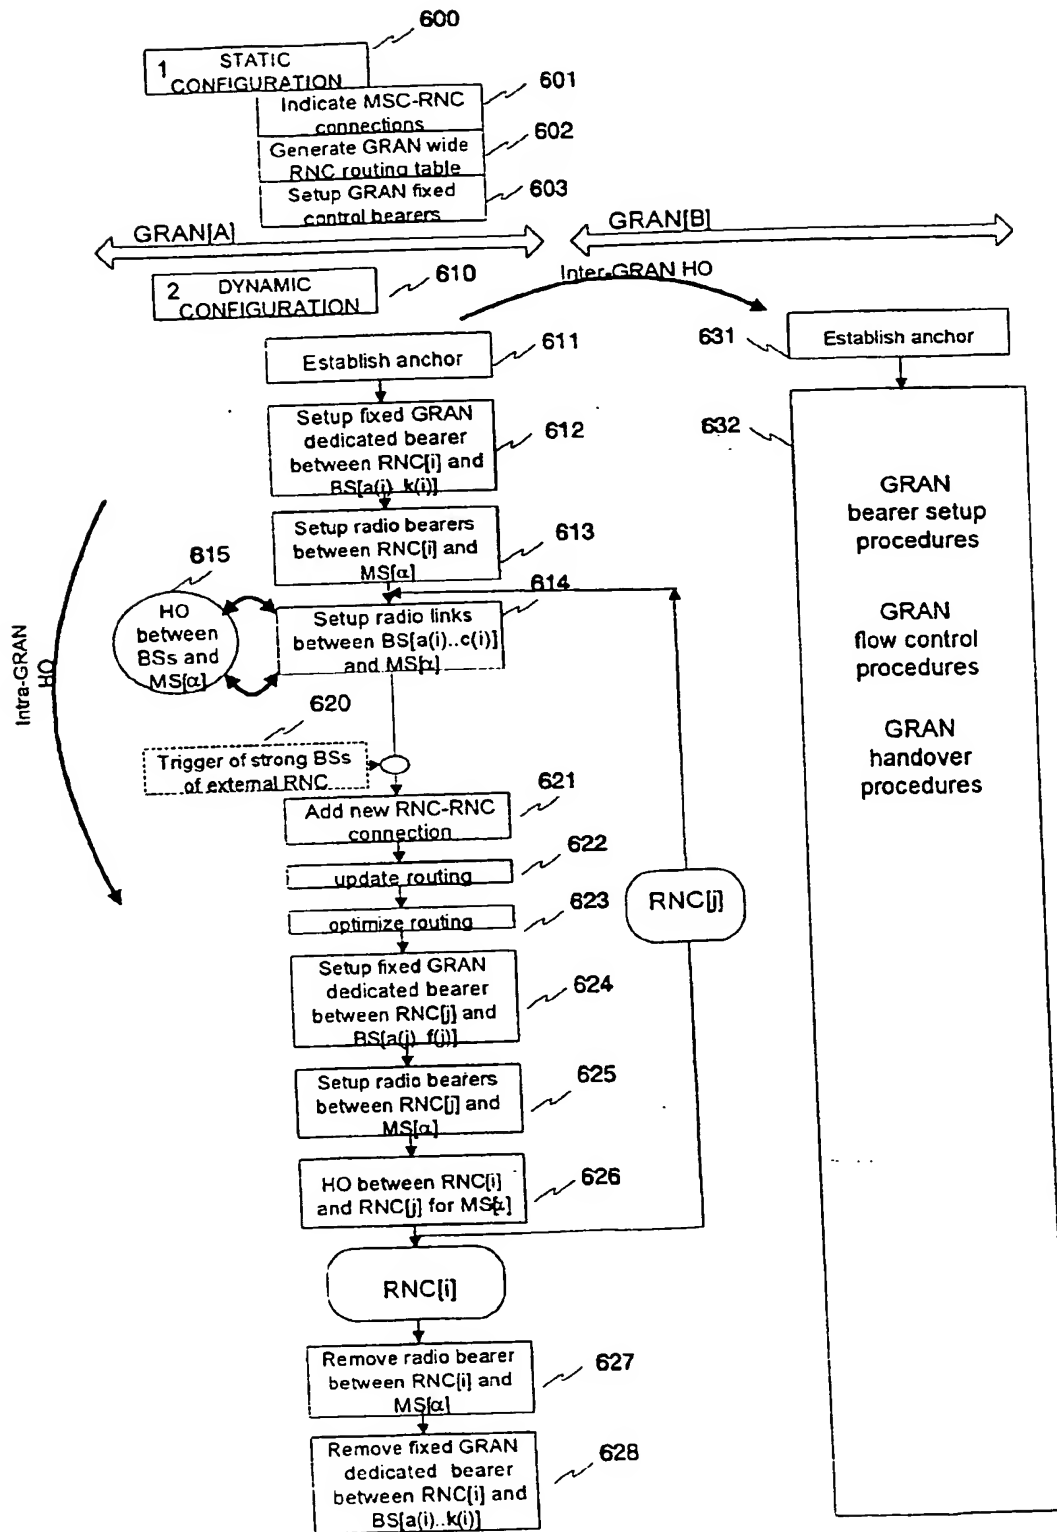 600
1 STATIC
CONFIGURATION
601
Indicate MSC-RNC
connections
602
Generate GRAN wide
RNC routing table
603
Setup GRAN fixed
control bearers
GRAN[A]
GRAN[B]
2 DYNAMIC
CONFIGURATION
610
Inter-GRAN HO
611
Establish anchor
631
Establish anchor
Setup fixed GRAN
dedicated bearer
between RNC[i] and
BS[a(i)..k(i)]
612
632
GRAN
bearer setup
procedures
GRAN
flow control
procedures
GRAN
handover
procedures
Setup radio bearers
between RNC[i] and
MS[α]
613
615
HO
between
BSs and
MS[α]
614
Setup radio links
between BS[a(i)..c(i)]
and MS[α]
Intra-GRAN
HO
620
Trigger of strong BSs
of external RNC
621
Add new RNC-RNC
connection
622
update routing
623
optimize routing
RNC[j]
Setup fixed GRAN
dedicated bearer
between RNC[j] and
BS[a(j)..f(j)]
624
Setup radio bearers
between RNC[j] and
MS[α]
625
HO between RNC[i]
and RNC[j] for MS[α]
626
RNC[i]
Remove radio bearer
between RNC[i] and
MS[α]
627
Remove fixed GRAN
dedicated bearer
between RNC[i] and
BS[a(i)..k(i)]
628